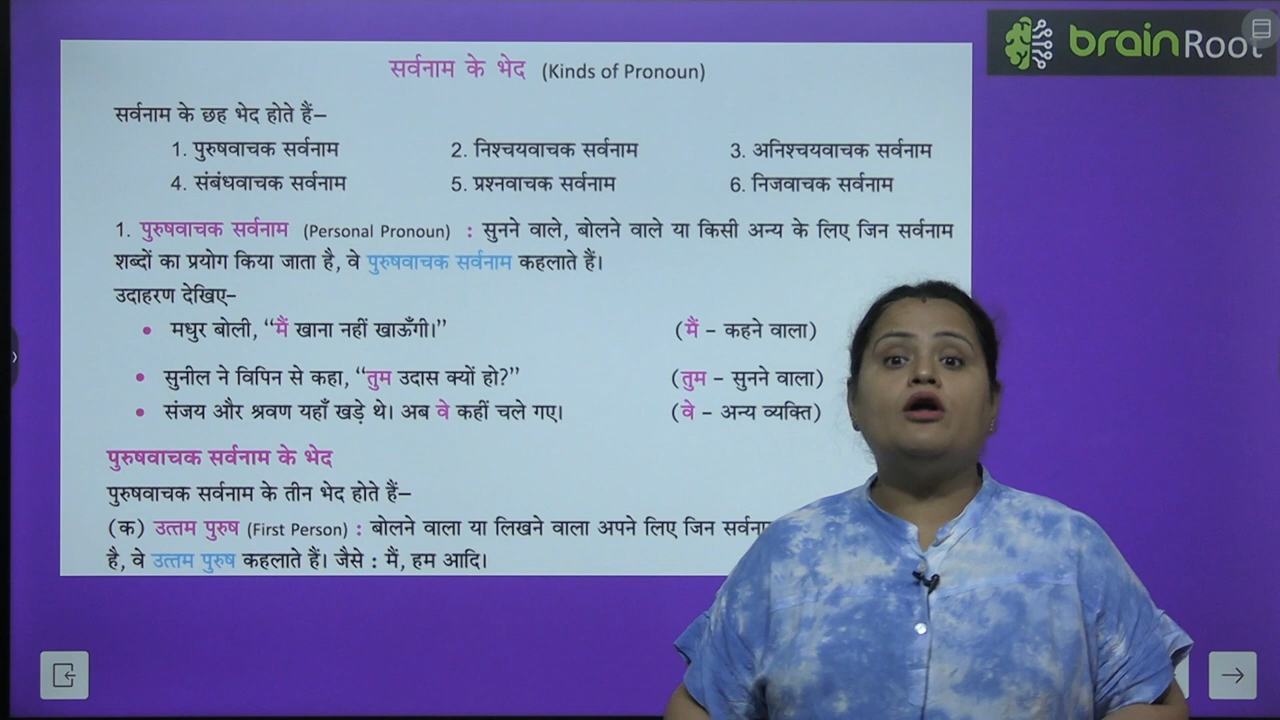 brainRoot
सर्वनाम के भेद (Kinds of Pronoun)
सर्वनाम के छह भेद होते हैं–
1. पुरुषवाचक सर्वनाम 2. निश्चयवाचक सर्वनाम 3. अनिश्चयवाचक सर्वनाम
4. संबंधवाचक सर्वनाम 5. प्रश्नवाचक सर्वनाम 6. निजवाचक सर्वनाम
1. पुरुषवाचक सर्वनाम (Personal Pronoun) : सुनने वाले, बोलने वाले या किसी अन्य के लिए जिन सर्वनाम
शब्दों का प्रयोग किया जाता है, वे पुरुषवाचक सर्वनाम कहलाते हैं।
उदाहरण देखिए–
• मधुर बोली, “मैं खाना नहीं खाऊँगी।” (मैं – कहने वाला)
• सुनील ने विपिन से कहा, “तुम उदास क्यों हो?” (तुम – सुनने वाला)
• संजय और श्रवण यहाँ खड़े थे। अब वे कहीं चले गए। (वे – अन्य व्यक्ति)
पुरुषवाचक सर्वनाम के भेद
पुरुषवाचक सर्वनाम के तीन भेद होते हैं–
(क) उत्तम पुरुष (First Person) : बोलने वाला या लिखने वाला अपने लिए जिन
है, वे उत्तम पुरुष कहलाते हैं। जैसे : मैं, हम आदि।